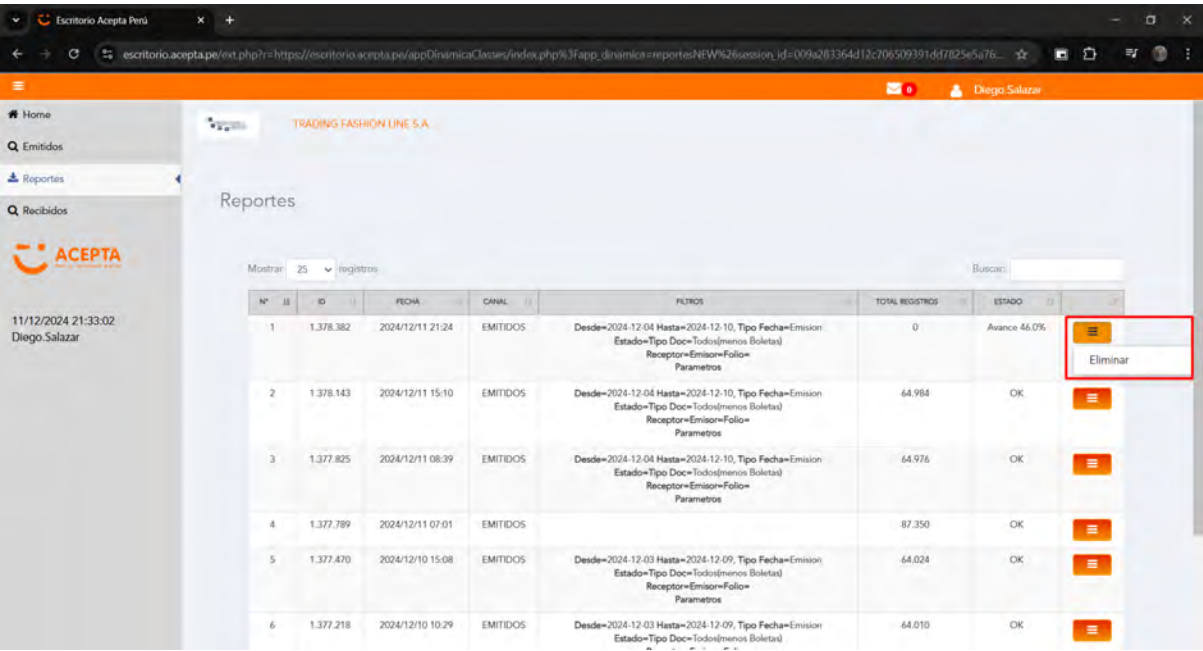 Escritorio Acepta Perú
escritorio.acepta.pe/ext.php?r=https://escritorio.acepta.pe/appDinamicaClasses/index.php%3Fapp_dinamica=reportesNEW%26session_id=009a283364d12c706509391dd7825e5a76...
0 Diego.Salazar
Home
Emitidos
Reportes
Recibidos
ACEPTA
11/12/2024 21:33:02
Diego.Salazar
TRADING FASHION LINE S.A.
Reportes
Mostrar 25 registros Buscar:
N° ID FECHA CANAL FILTROS TOTAL REGISTROS ESTADO
1 1.378.382 2024/12/11 21:24 EMITIDOS Desde=2024-12-04 Hasta=2024-12-10, Tipo Fecha=Emision 0 Avance 46.0%
Estado=Tipo Doc=Todos(menos Boletas)
Receptor=Emisor=Folio=
Parametros
Eliminar
2 1.378.143 2024/12/11 15:10 EMITIDOS Desde=2024-12-04 Hasta=2024-12-10, Tipo Fecha=Emision 64.984 OK
Estado=Tipo Doc=Todos(menos Boletas)
Receptor=Emisor=Folio=
Parametros
3 1.377.825 2024/12/11 08:39 EMITIDOS Desde=2024-12-04 Hasta=2024-12-10, Tipo Fecha=Emision 64.976 OK
Estado=Tipo Doc=Todos(menos Boletas)
Receptor=Emisor=Folio=
Parametros
4 1.377.789 2024/12/11 07:01 EMITIDOS 87.350 OK
5 1.377.470 2024/12/10 15:08 EMITIDOS Desde=2024-12-03 Hasta=2024-12-09, Tipo Fecha=Emision 64.024 OK
Estado=Tipo Doc=Todos(menos Boletas)
Receptor=Emisor=Folio=
Parametros
6 1.377.218 2024/12/10 10:29 EMITIDOS Desde=2024-12-03 Hasta=2024-12-09, Tipo Fecha=Emision 64.010 OK
Estado=Tipo Doc=Todos(menos Boletas)